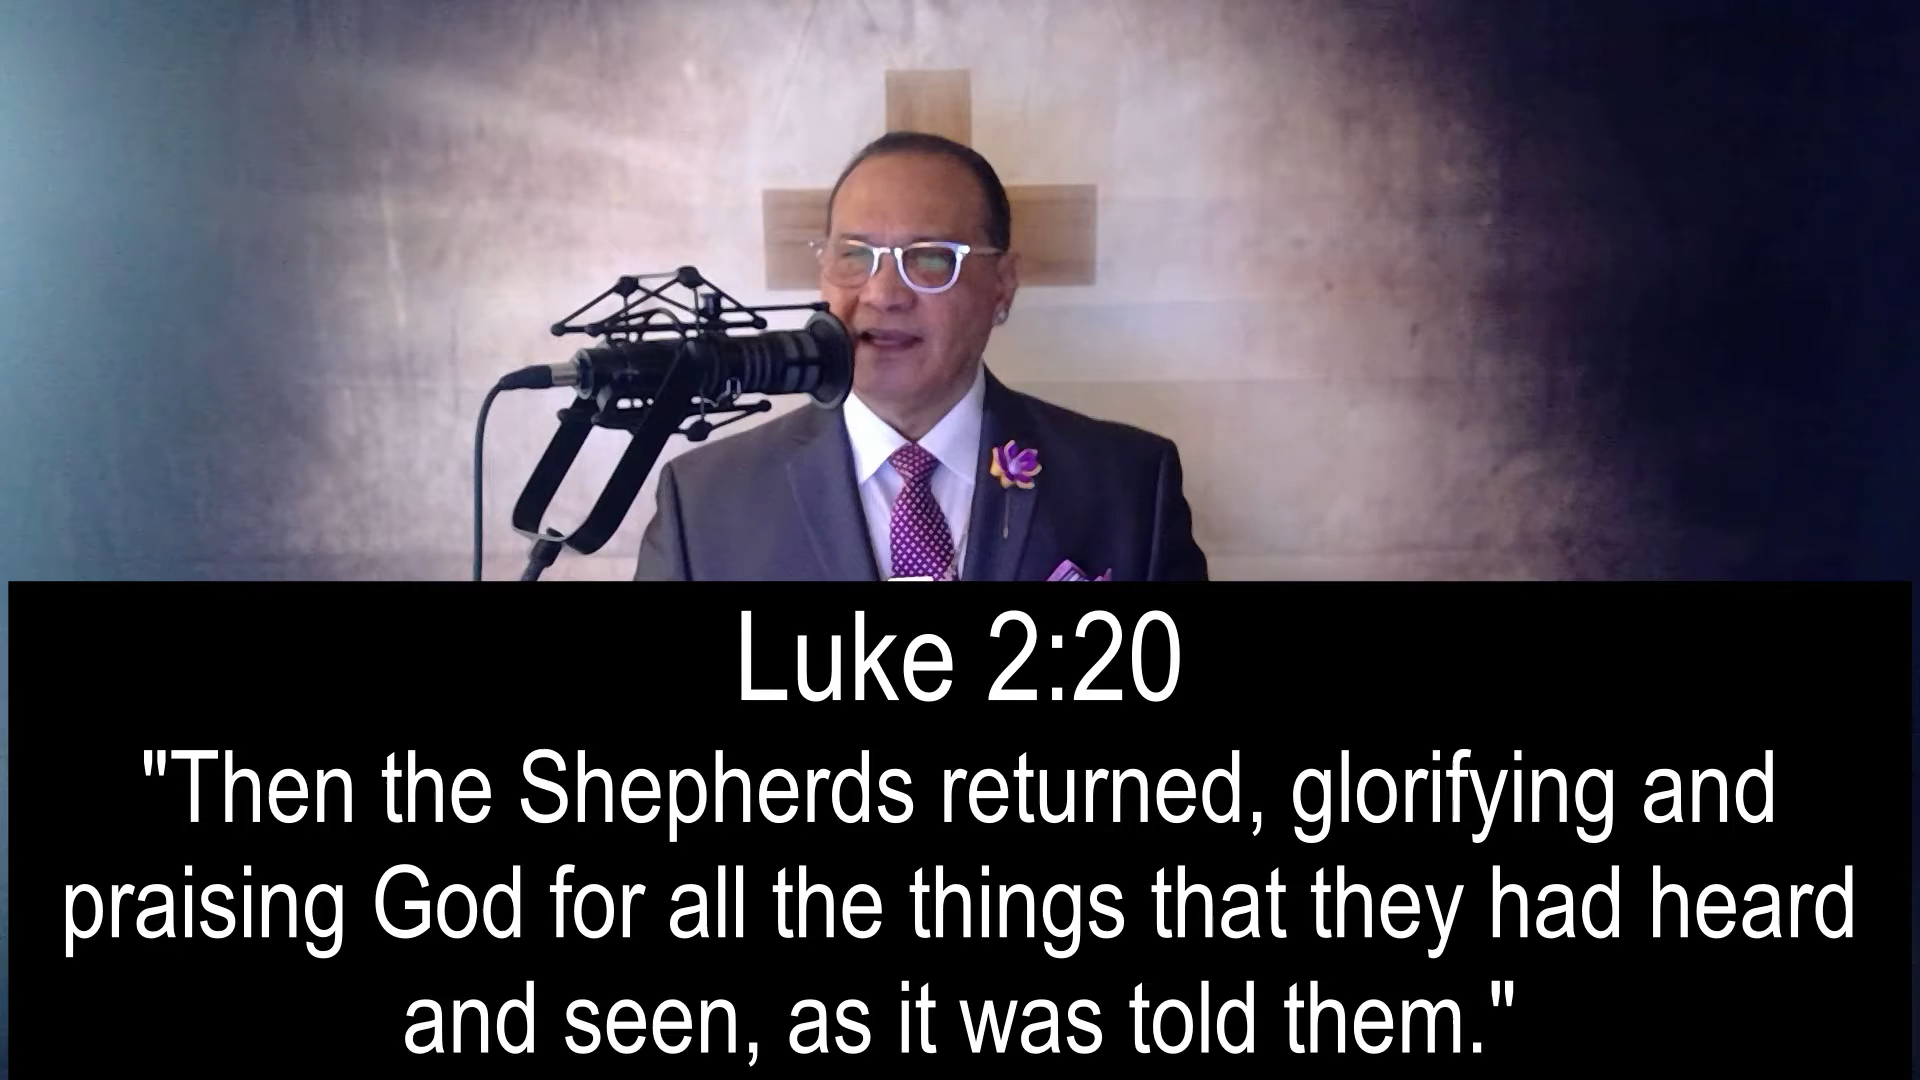 Luke 2:20
"Then the Shepherds returned, glorifying and
praising God for all the things that they had heard
and seen, as it was told them."